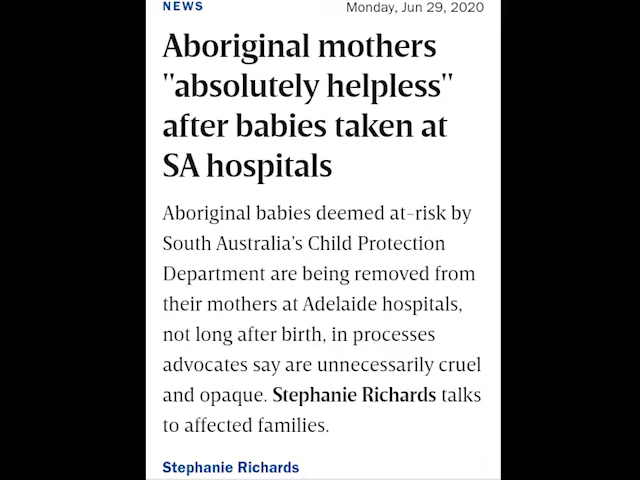 NEWS
Monday, Jun 29, 2020
Aboriginal mothers
"absolutely helpless"
after babies taken at
SA hospitals
Aboriginal babies deemed at-risk by
South Australia's Child Protection
Department are being removed from
their mothers at Adelaide hospitals,
not long after birth, in processes
advocates say are unnecessarily cruel
and opaque. Stephanie Richards talks
to affected families.
Stephanie Richards